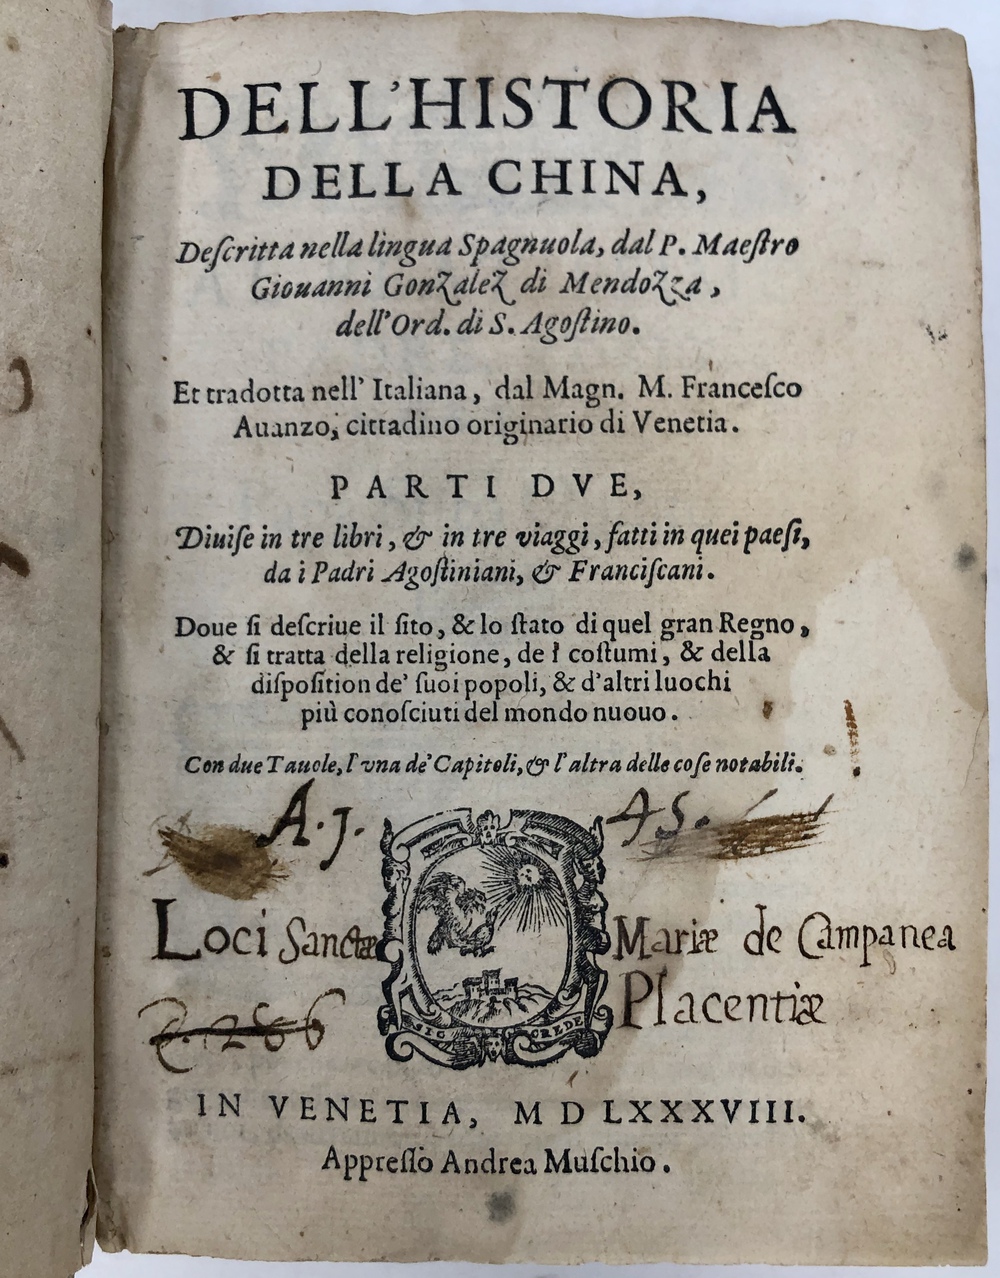 DELL'HISTORIA
DELLA CHINA,
Deſcritta nella lingua Spagnuola, dal P. Maeſtro
Giouanni Gonzalez di Mendozza,
dell'Ord. di S. Agoſtino.
Et tradotta nell' Italiana, dal Magn. M. Franceſco
Auanzo, cittadino originario di Venetia.
PARTI DVE,
Diuiſe in tre libri, & in tre viaggi, fatti in quei paeſi,
da i Padri Agoſtiniani, & Franciſcani.
Doue ſi deſcriue il ſito, & lo ſtato di quel gran Regno,
& ſi tratta della religione, de i coſtumi, & della
diſpoſition de' ſuoi popoli, & d'altri luochi
più conoſciuti del mondo nuouo.
Con due Tauole, l'vna de' Capitoli, & l'altra delle coſe notabili.
A. j. 45.
Loci Sanctæ Mariæ de Campanea
Placentiæ
SIC CREDE
IN VENETIA, M D LXXXVIII.
Appreſſo Andrea Muſchio.